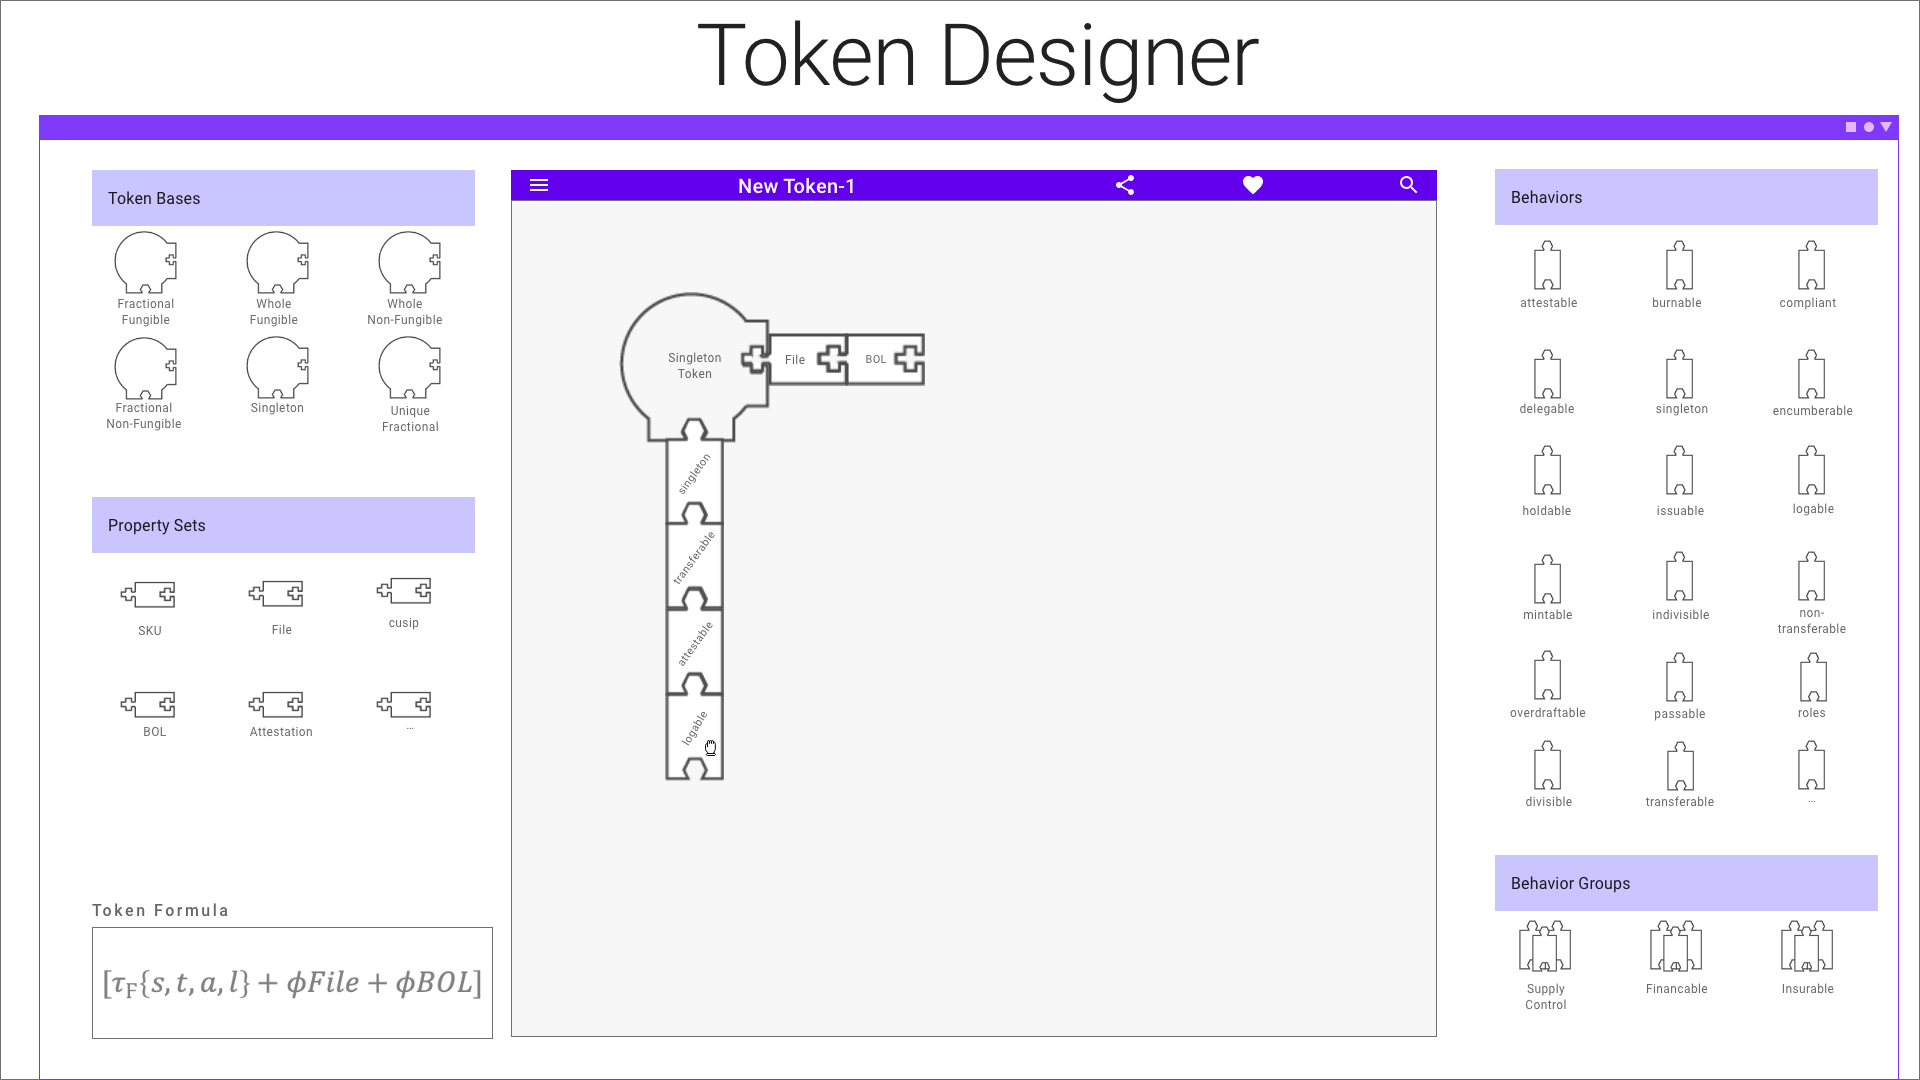 Token Designer
Token Bases
Fractional
Fungible
Whole
Fungible
Whole
Non-Fungible
Fractional
Non-Fungible
Singleton
Unique
Fractional
Property Sets
SKU
File
cusip
BOL
Attestation
...
Token Formula
[τF{s, t, a, l} + ϕFile + ϕBOL]
New Token-1
Singleton
Token
File
BOL
singleton
transferable
attestable
logable
Behaviors
attestable
burnable
compliant
delegable
singleton
encumberable
holdable
issuable
logable
mintable
indivisible
non-
transferable
overdraftable
passable
roles
divisible
transferable
...
Behavior Groups
Supply
Control
Financable
Insurable